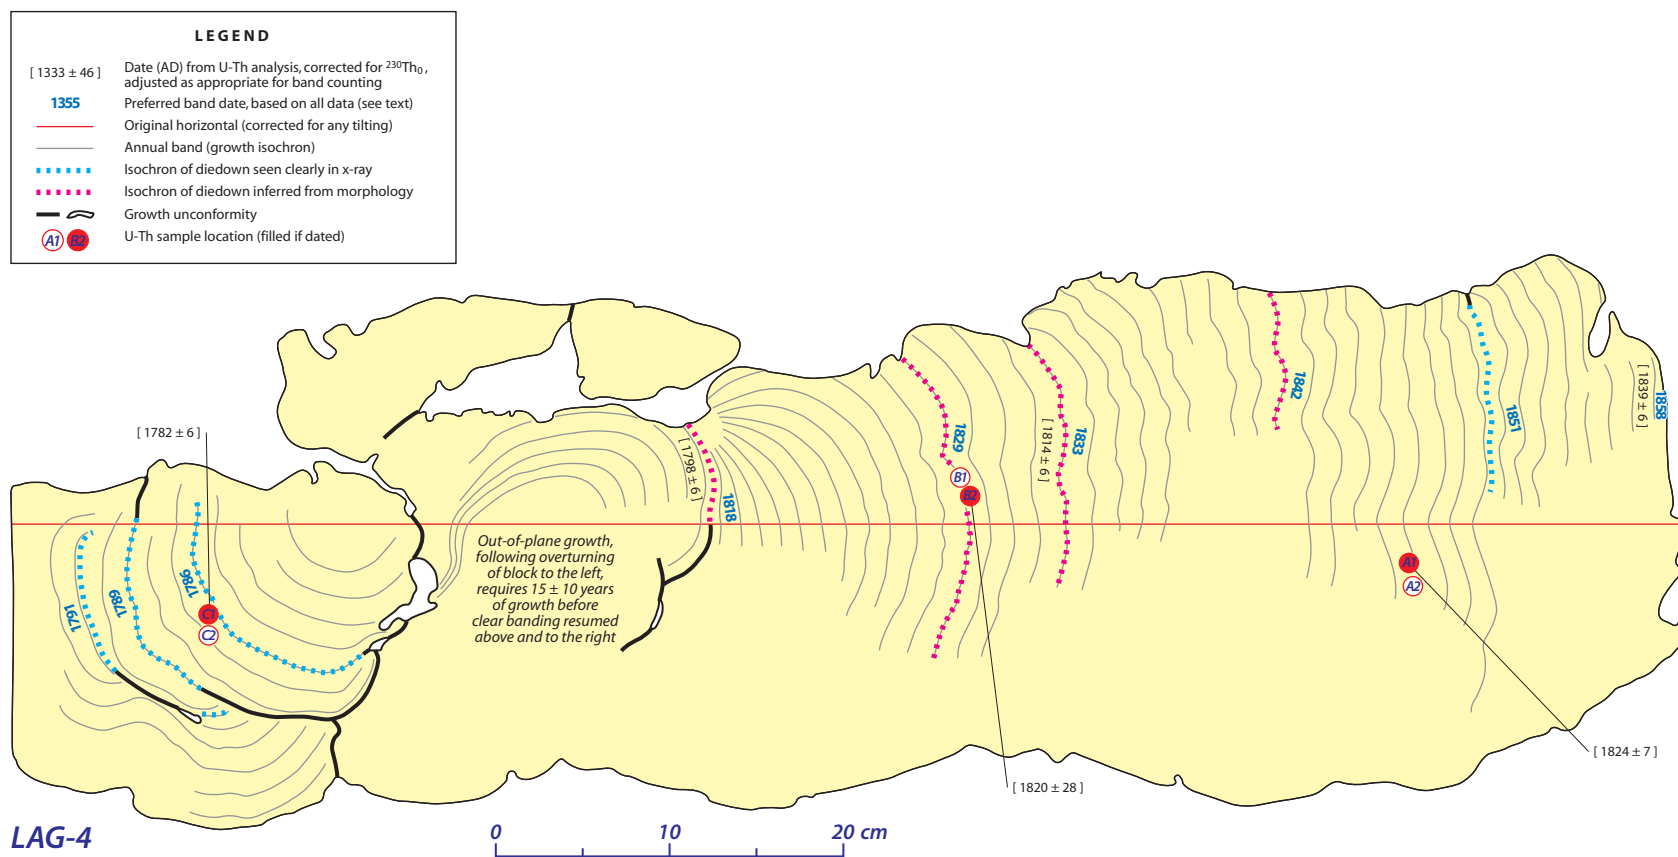 LEGEND
[ 1333 ± 46 ]
Date (AD) from U-Th analysis, corrected for ²³⁰Th₀,
adjusted as appropriate for band counting
1355
Preferred band date, based on all data (see text)
Original horizontal (corrected for any tilting)
Annual band (growth isochron)
Isochron of diedown seen clearly in x-ray
Isochron of diedown inferred from morphology
Growth unconformity
A1 B2
U-Th sample location (filled if dated)
[ 1782 ± 6 ]
1791
1789
1786
C1
C2
[ 1798 ± 6 ]
1818
Out-of-plane growth,
following overturning
of block to the left,
requires 15 ± 10 years
of growth before
clear banding resumed
above and to the right
1829
B1
B2
[ 1814 ± 6 ]
1833
1842
1851
[ 1839 ± 6 ]
1858
A1
A2
[ 1824 ± 7 ]
[ 1820 ± 28 ]
LAG-4
0 10 20 cm